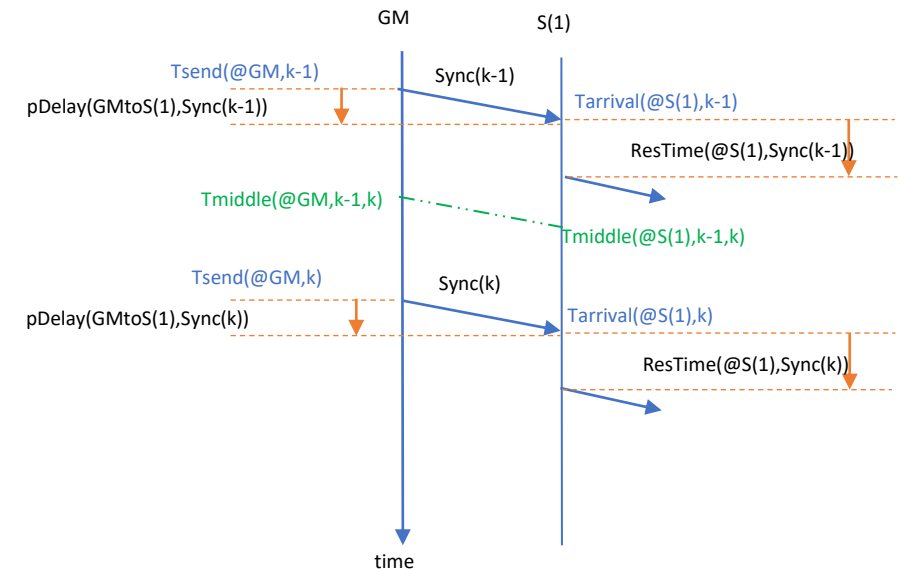 GM
S(1)
Tsend(@GM,k-1)
Sync(k-1)
pDelay(GMtoS(1),Sync(k-1))
Tarrival(@S(1),k-1)
ResTime(@S(1),Sync(k-1))
Tmiddle(@GM,k-1,k)
Tmiddle(@S(1),k-1,k)
Tsend(@GM,k)
Sync(k)
pDelay(GMtoS(1),Sync(k))
Tarrival(@S(1),k)
ResTime(@S(1),Sync(k))
time